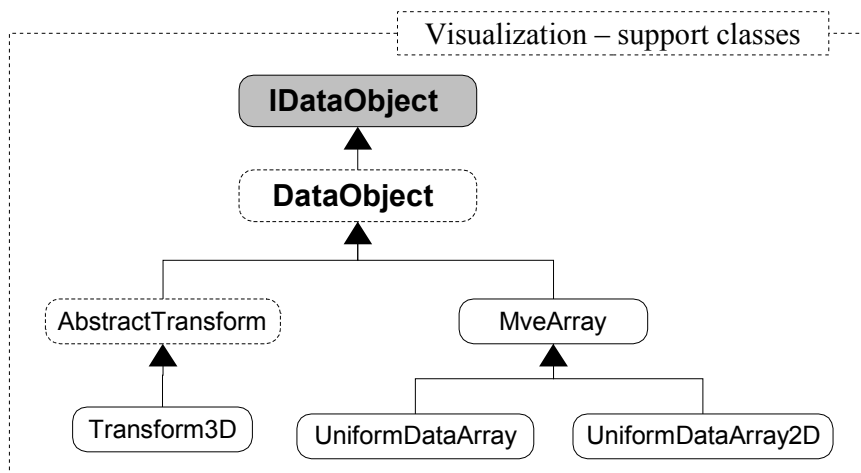 Visualization – support classes
IDataObject
DataObject
AbstractTransform
MveArray
Transform3D
UniformDataArray
UniformDataArray2D